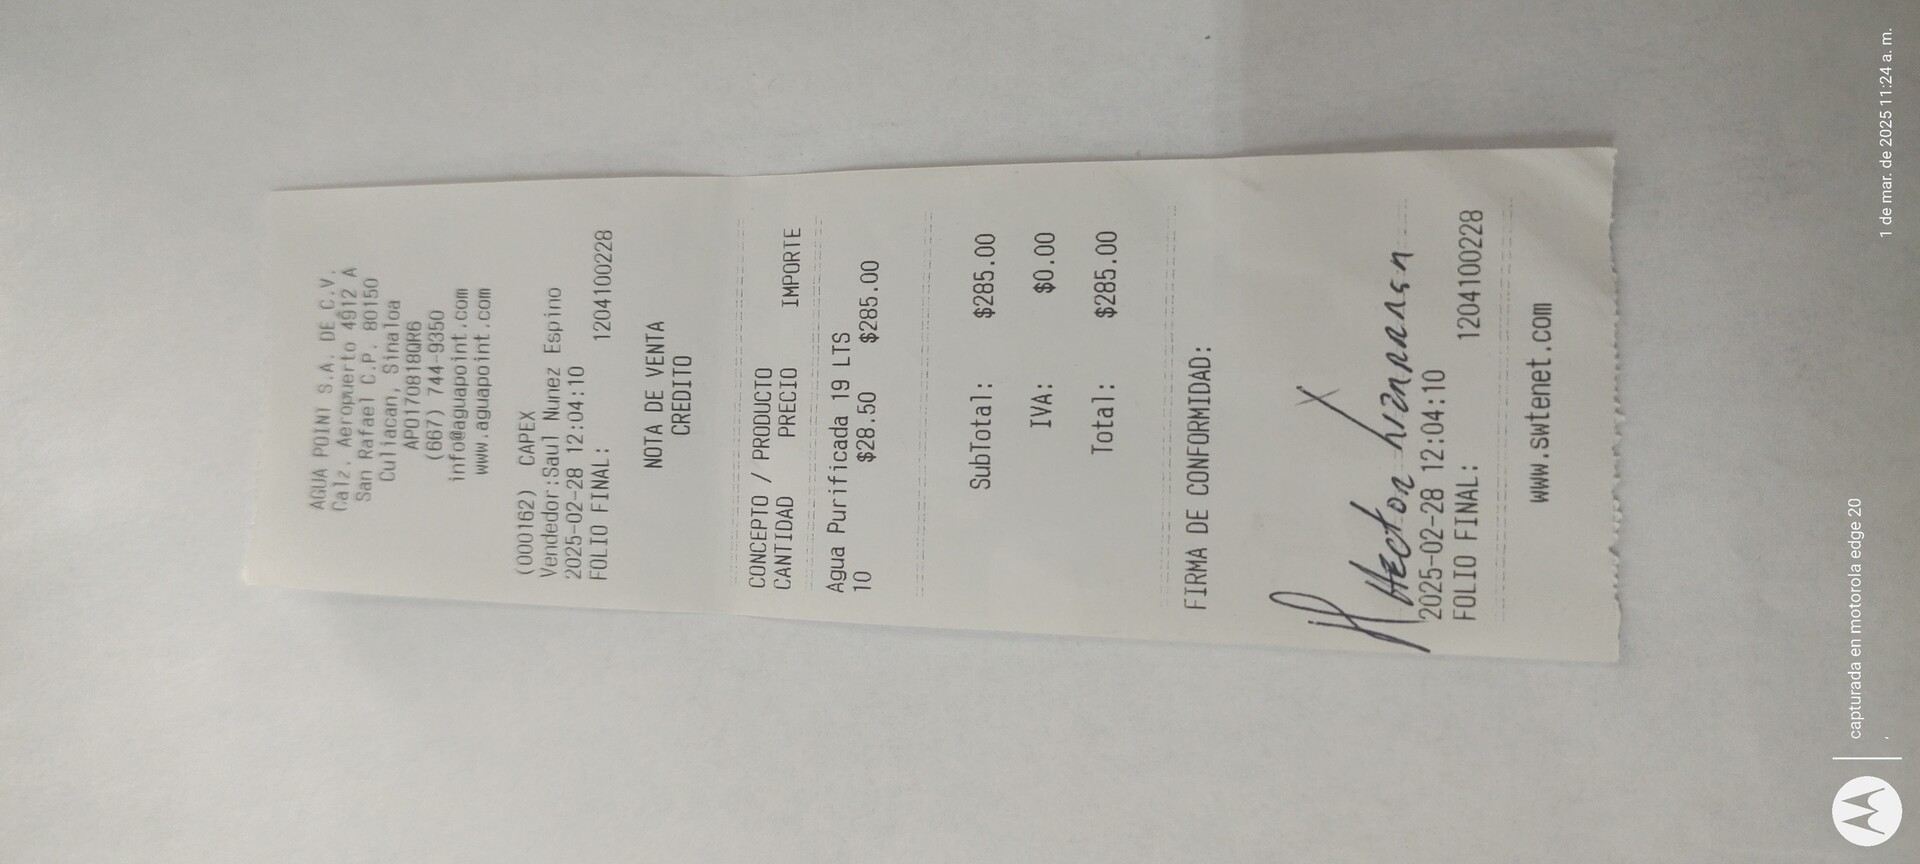 AGUA POINT S.A. DE C.V.
Calz. Aeropuerto 4912 A
San Rafael C.P. 80150
Culiacan, Sinaloa
APO170818QR6
(667) 744-9350
info@aguapoint.com
www.aguapoint.com
(000162) CAPEX
Vendedor:Saul Nunez Espino
2025-02-28 12:04:10
FOLIO FINAL: 1204100228
NOTA DE VENTA
CREDITO
CONCEPTO / PRODUCTO
CANTIDAD PRECIO IMPORTE
Agua Purificada 19 LTS
10 $28.50 $285.00
SubTotal: $285.00
IVA: $0.00
Total: $285.00
FIRMA DE CONFORMIDAD:
Hector
2025-02-28 12:04:10
FOLIO FINAL: 1204100228
www.swtenet.com
capturada en motorola edge 20
1 de mar. de 2025 11:24 a. m.